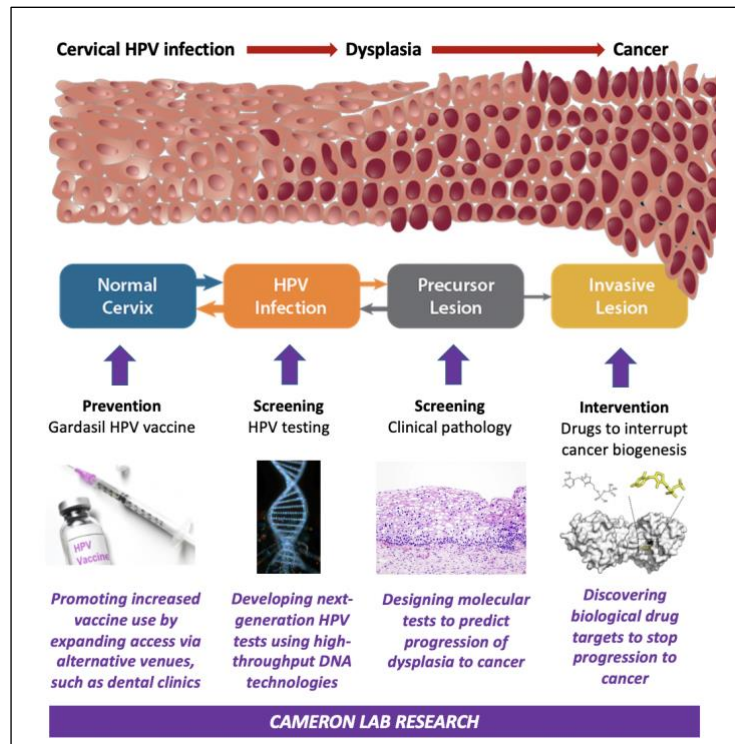 Cervical HPV infection
Dysplasia
Cancer
Normal
Cervix
HPV
Infection
Precursor
Lesion
Invasive
Lesion
Prevention
Gardasil HPV vaccine
Screening
HPV testing
Screening
Clinical pathology
Intervention
Drugs to interrupt
cancer biogenesis
HPV
Vaccine
Promoting increased
vaccine use by
expanding access via
alternative venues,
such as dental clinics
Developing next-
generation HPV
tests using high-
throughput DNA
technologies
Designing molecular
tests to predict
progression of
dysplasia to cancer
Discovering
biological drug
targets to stop
progression to
cancer
CAMERON LAB RESEARCH